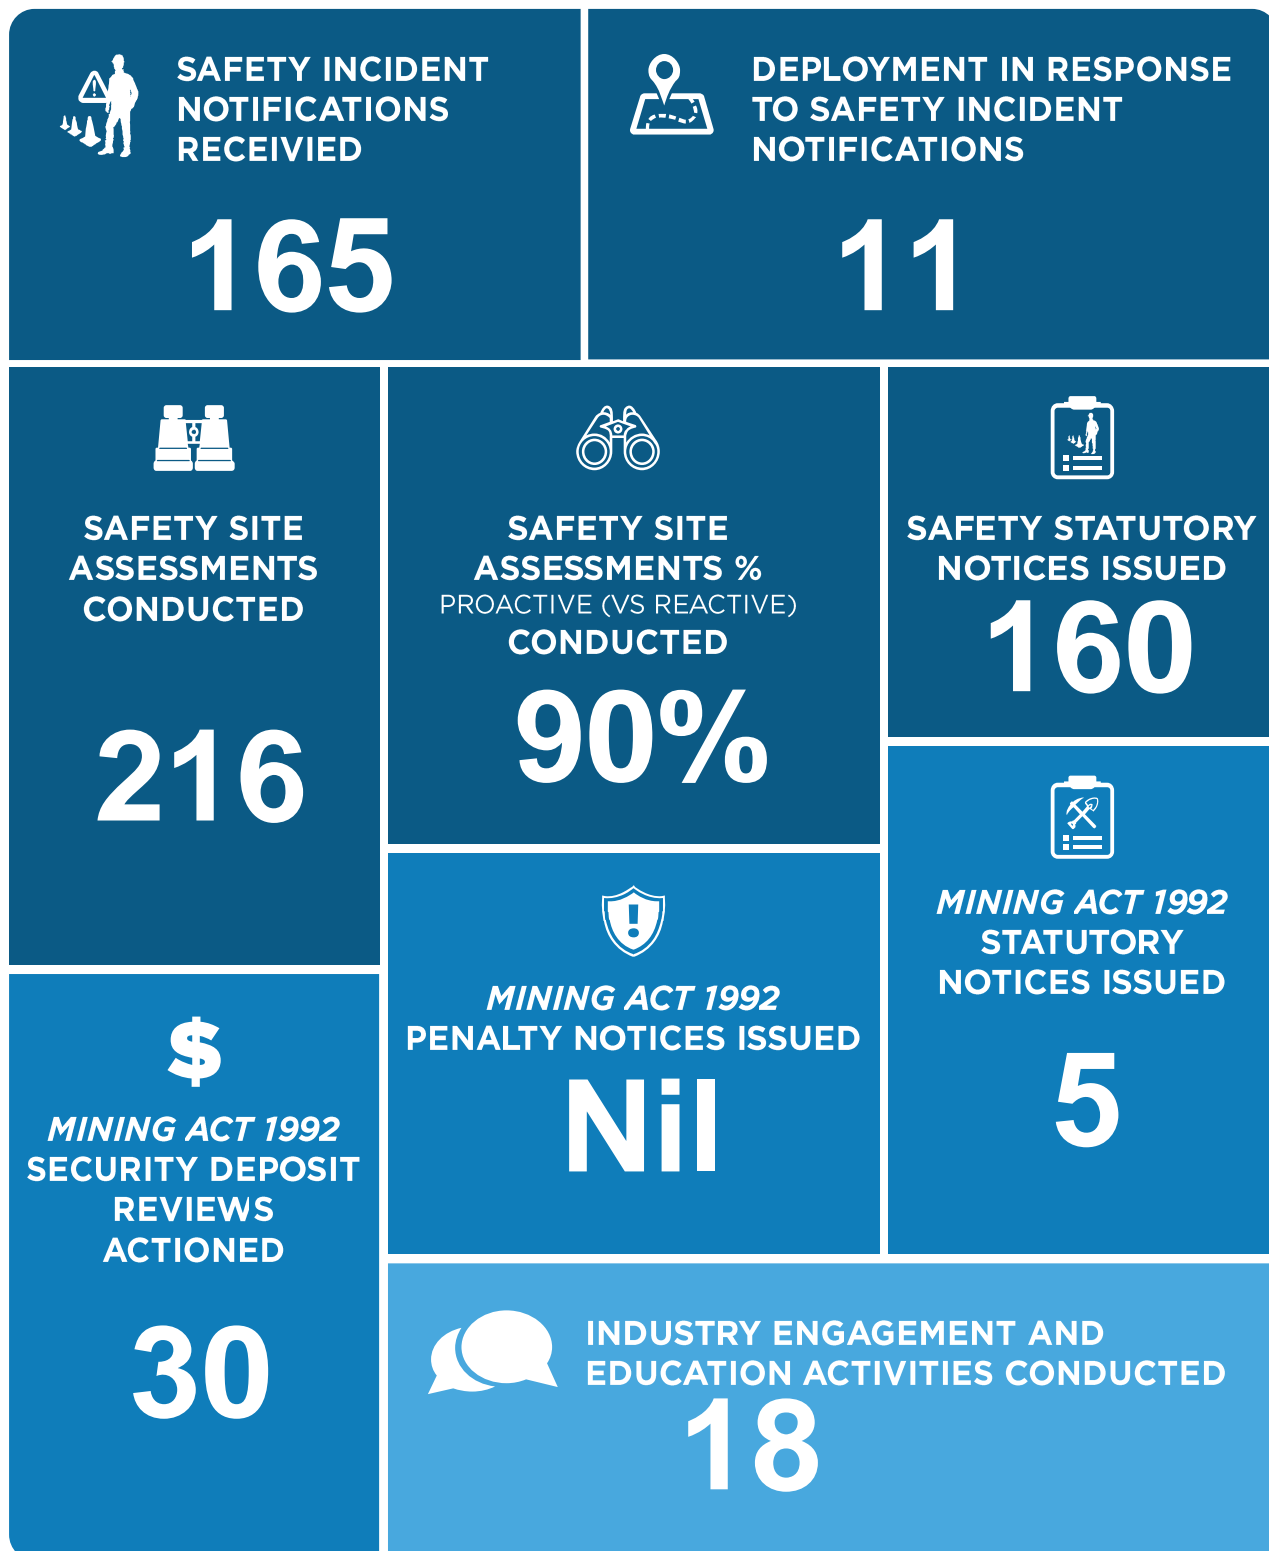 SAFETY INCIDENT
NOTIFICATIONS
RECEIVIED
165
DEPLOYMENT IN RESPONSE
TO SAFETY INCIDENT
NOTIFICATIONS
11
SAFETY SITE
ASSESSMENTS
CONDUCTED
216
SAFETY SITE
ASSESSMENTS %
PROACTIVE (VS REACTIVE)
CONDUCTED
90%
SAFETY STATUTORY
NOTICES ISSUED
160
MINING ACT 1992
STATUTORY
NOTICES ISSUED
5
MINING ACT 1992
PENALTY NOTICES ISSUED
Nil
$
MINING ACT 1992
SECURITY DEPOSIT
REVIEWS
ACTIONED
30
INDUSTRY ENGAGEMENT AND
EDUCATION ACTIVITIES CONDUCTED
18